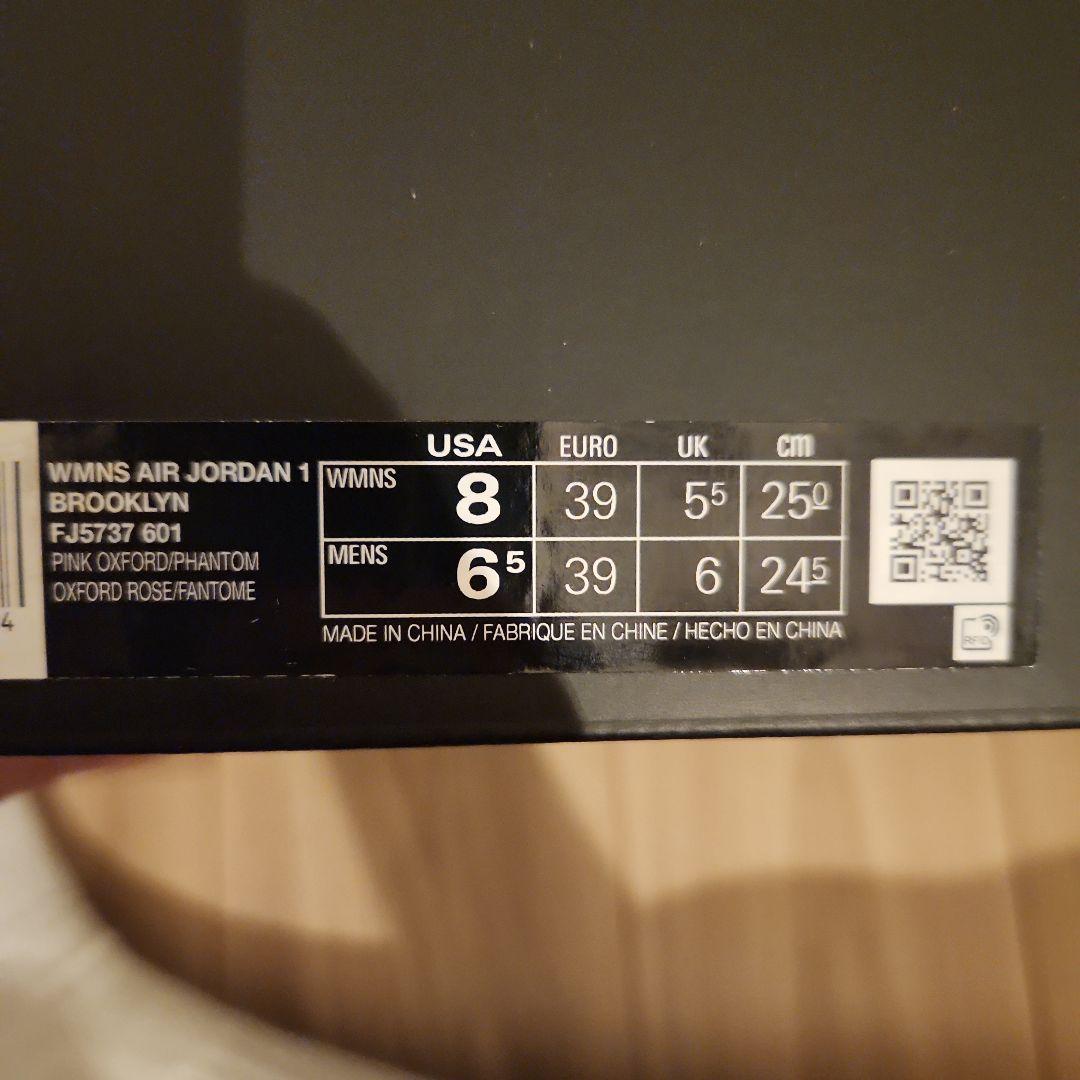 USA EURO UK cm
WMNS AIR JORDAN 1
BROOKLYN
FJ5737 601
PINK OXFORD/PHANTOM
OXFORD ROSE/FANTOME
WMNS 8 39 5⁵ 25⁰
MENS 6⁵ 39 6 24⁵
MADE IN CHINA / FABRIQUE EN CHINE / HECHO EN CHINA
4
RFID